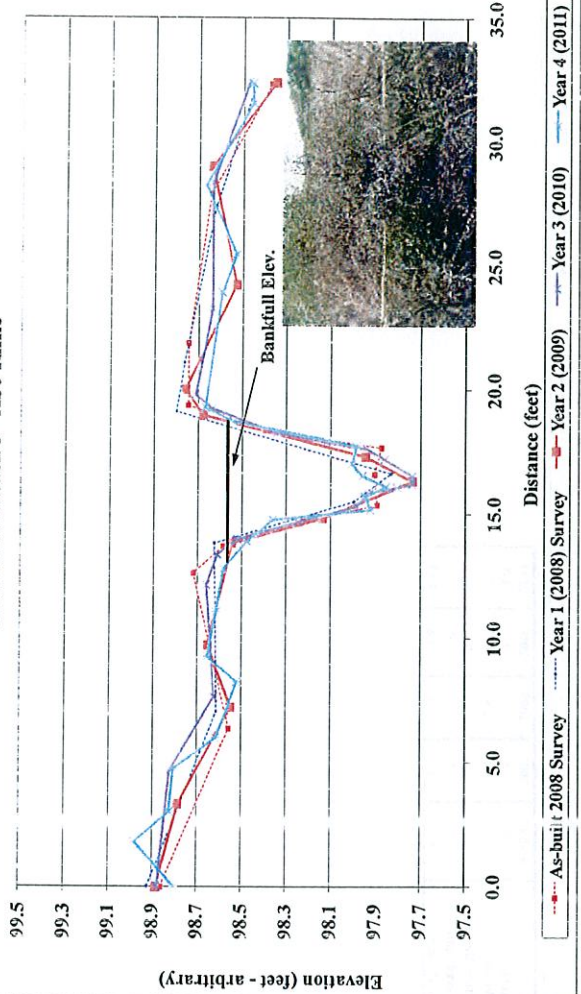 99.5
99.3
99.1
98.9
98.7
98.5
98.3
98.1
97.9
97.7
97.5
Elevation (feet - arbitrary)
Bankfull Elev.
0.0 5.0 10.0 15.0 20.0 25.0 30.0 35.0
Distance (feet)
As-built 2008 Survey Year 1 (2008) Survey Year 2 (2009) Year 3 (2010) Year 4 (2011)